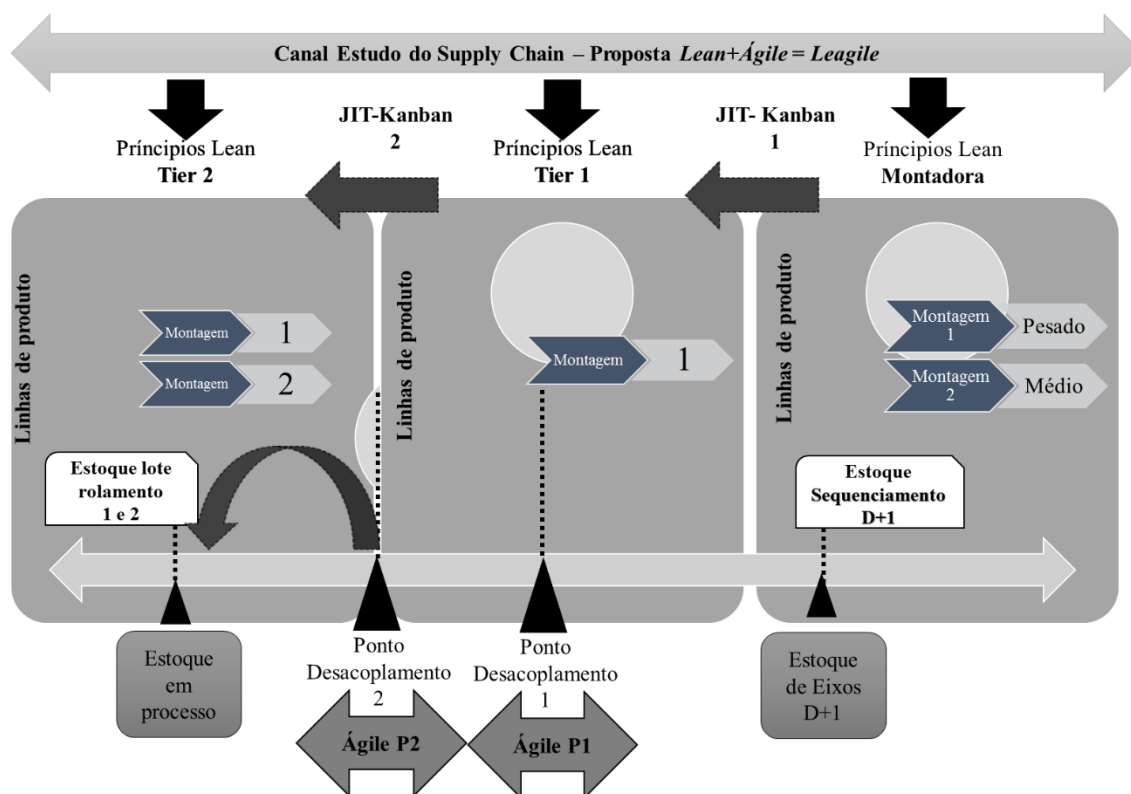 Canal Estudo do Supply Chain – Proposta Lean+Ágile = Leagile
JIT-Kanban
2
JIT- Kanban
1
Príncipios Lean
Tier 2
Príncipios Lean
Tier 1
Príncipios Lean
Montadora
Linhas de produto
Montagem
1
Montagem
2
Linhas de produto
Montagem
1
Linhas de produto
Montagem
1
Pesado
Montagem
2
Médio
Estoque lote
rolamento
1 e 2
Estoque
Sequenciamento
D+1
Estoque
em
processo
Ponto
Desacoplamento
2
Ponto
Desacoplamento
1
Estoque
de Eixos
D+1
Ágile P2
Ágile P1